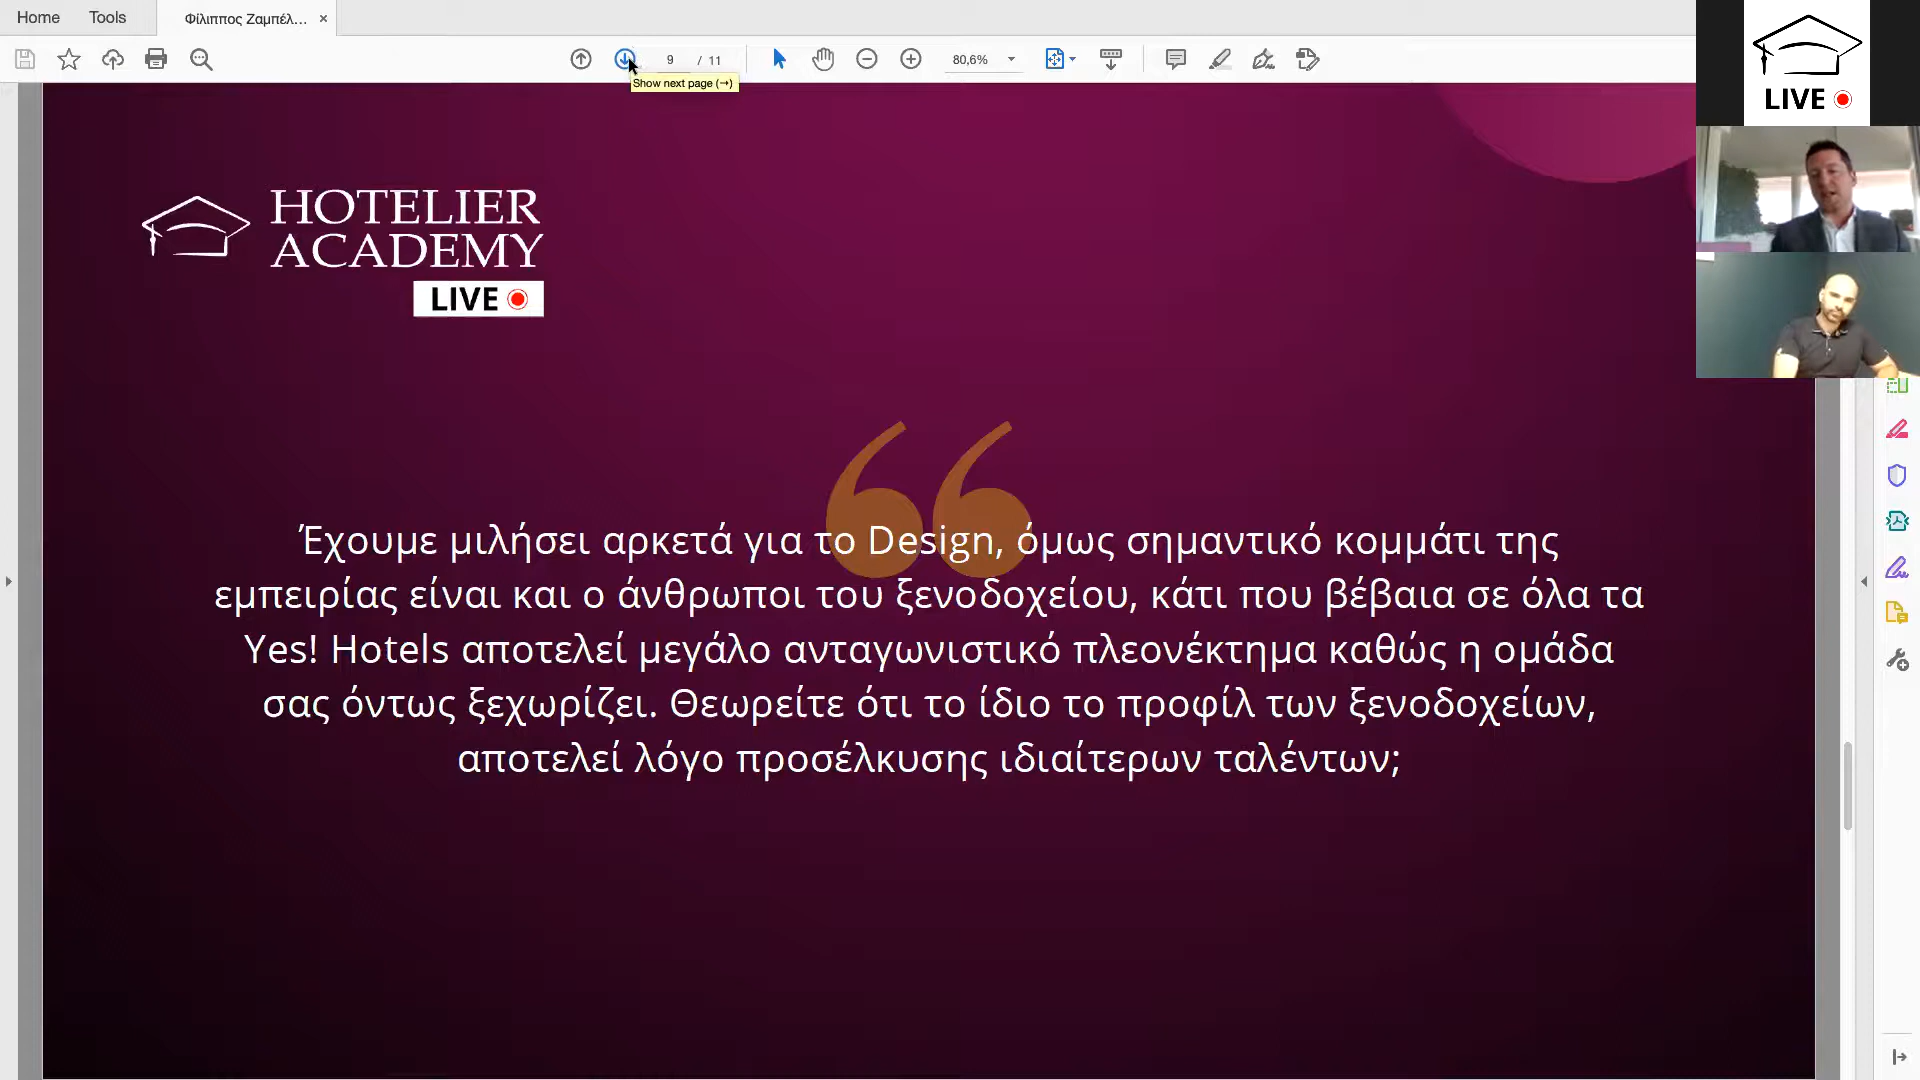 Home
Tools
Φίλιππος Ζαμπέλ...
9 / 11
80,6%
Show next page (→)
LIVE
HOTELIER
ACADEMY
LIVE
Έχουμε μιλήσει αρκετά για το Design, όμως σημαντικό κομμάτι της
εμπειρίας είναι και ο άνθρωποι του ξενοδοχείου, κάτι που βέβαια σε όλα τα
Yes! Hotels αποτελεί μεγάλο ανταγωνιστικό πλεονέκτημα καθώς η ομάδα
σας όντως ξεχωρίζει. Θεωρείτε ότι το ίδιο το προφίλ των ξενοδοχείων,
αποτελεί λόγο προσέλκυσης ιδιαίτερων ταλέντων;